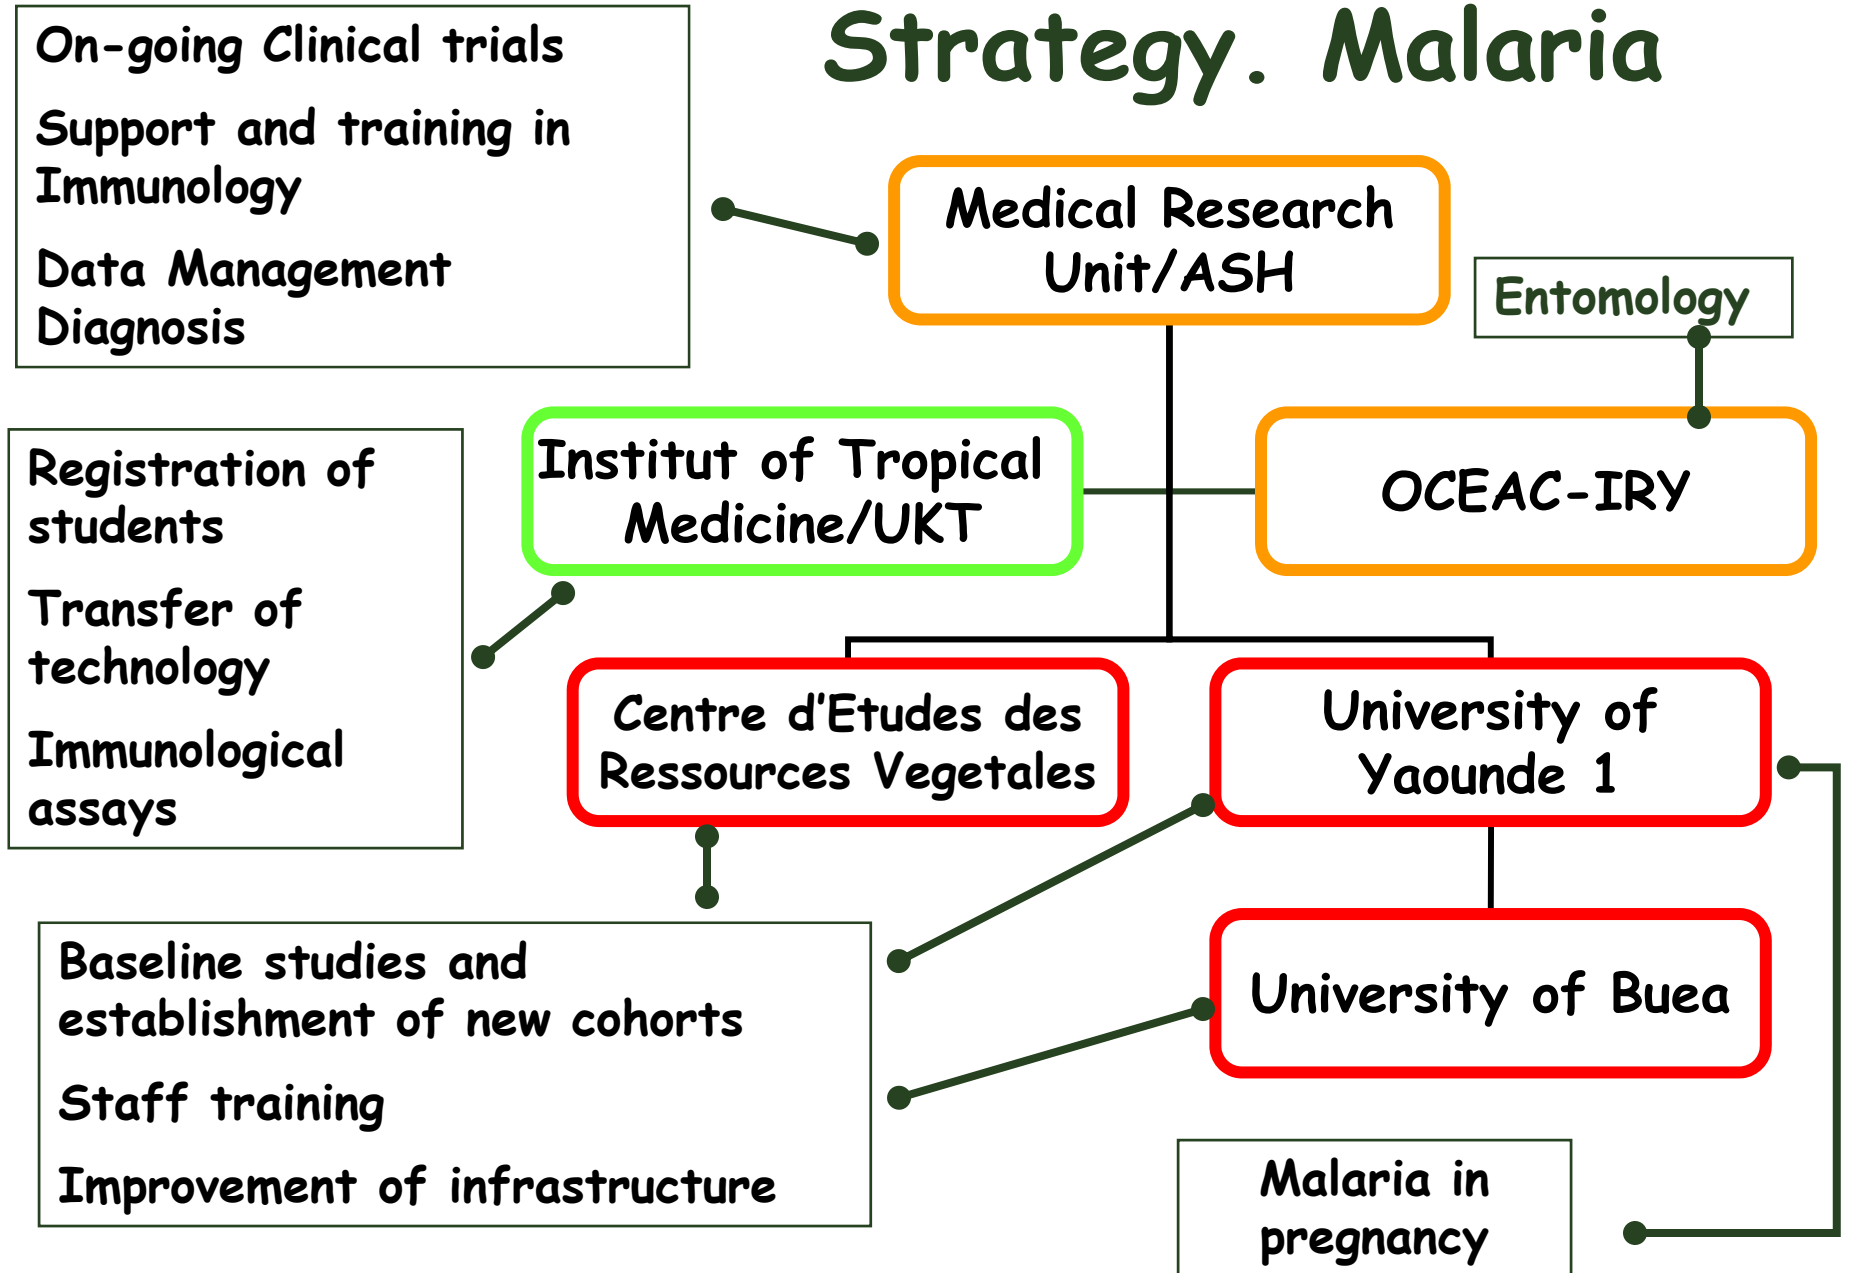 Strategy. Malaria
On-going Clinical trials
Support and training in
Immunology
Data Management
Diagnosis
Medical Research
Unit/ASH
Entomology
Institut of Tropical
Medicine/UKT
OCEAC-IRY
Registration of
students
Transfer of
technology
Immunological
assays
Centre d'Etudes des
Ressources Vegetales
University of
Yaounde 1
Baseline studies and
establishment of new cohorts
Staff training
Improvement of infrastructure
University of Buea
Malaria in
pregnancy